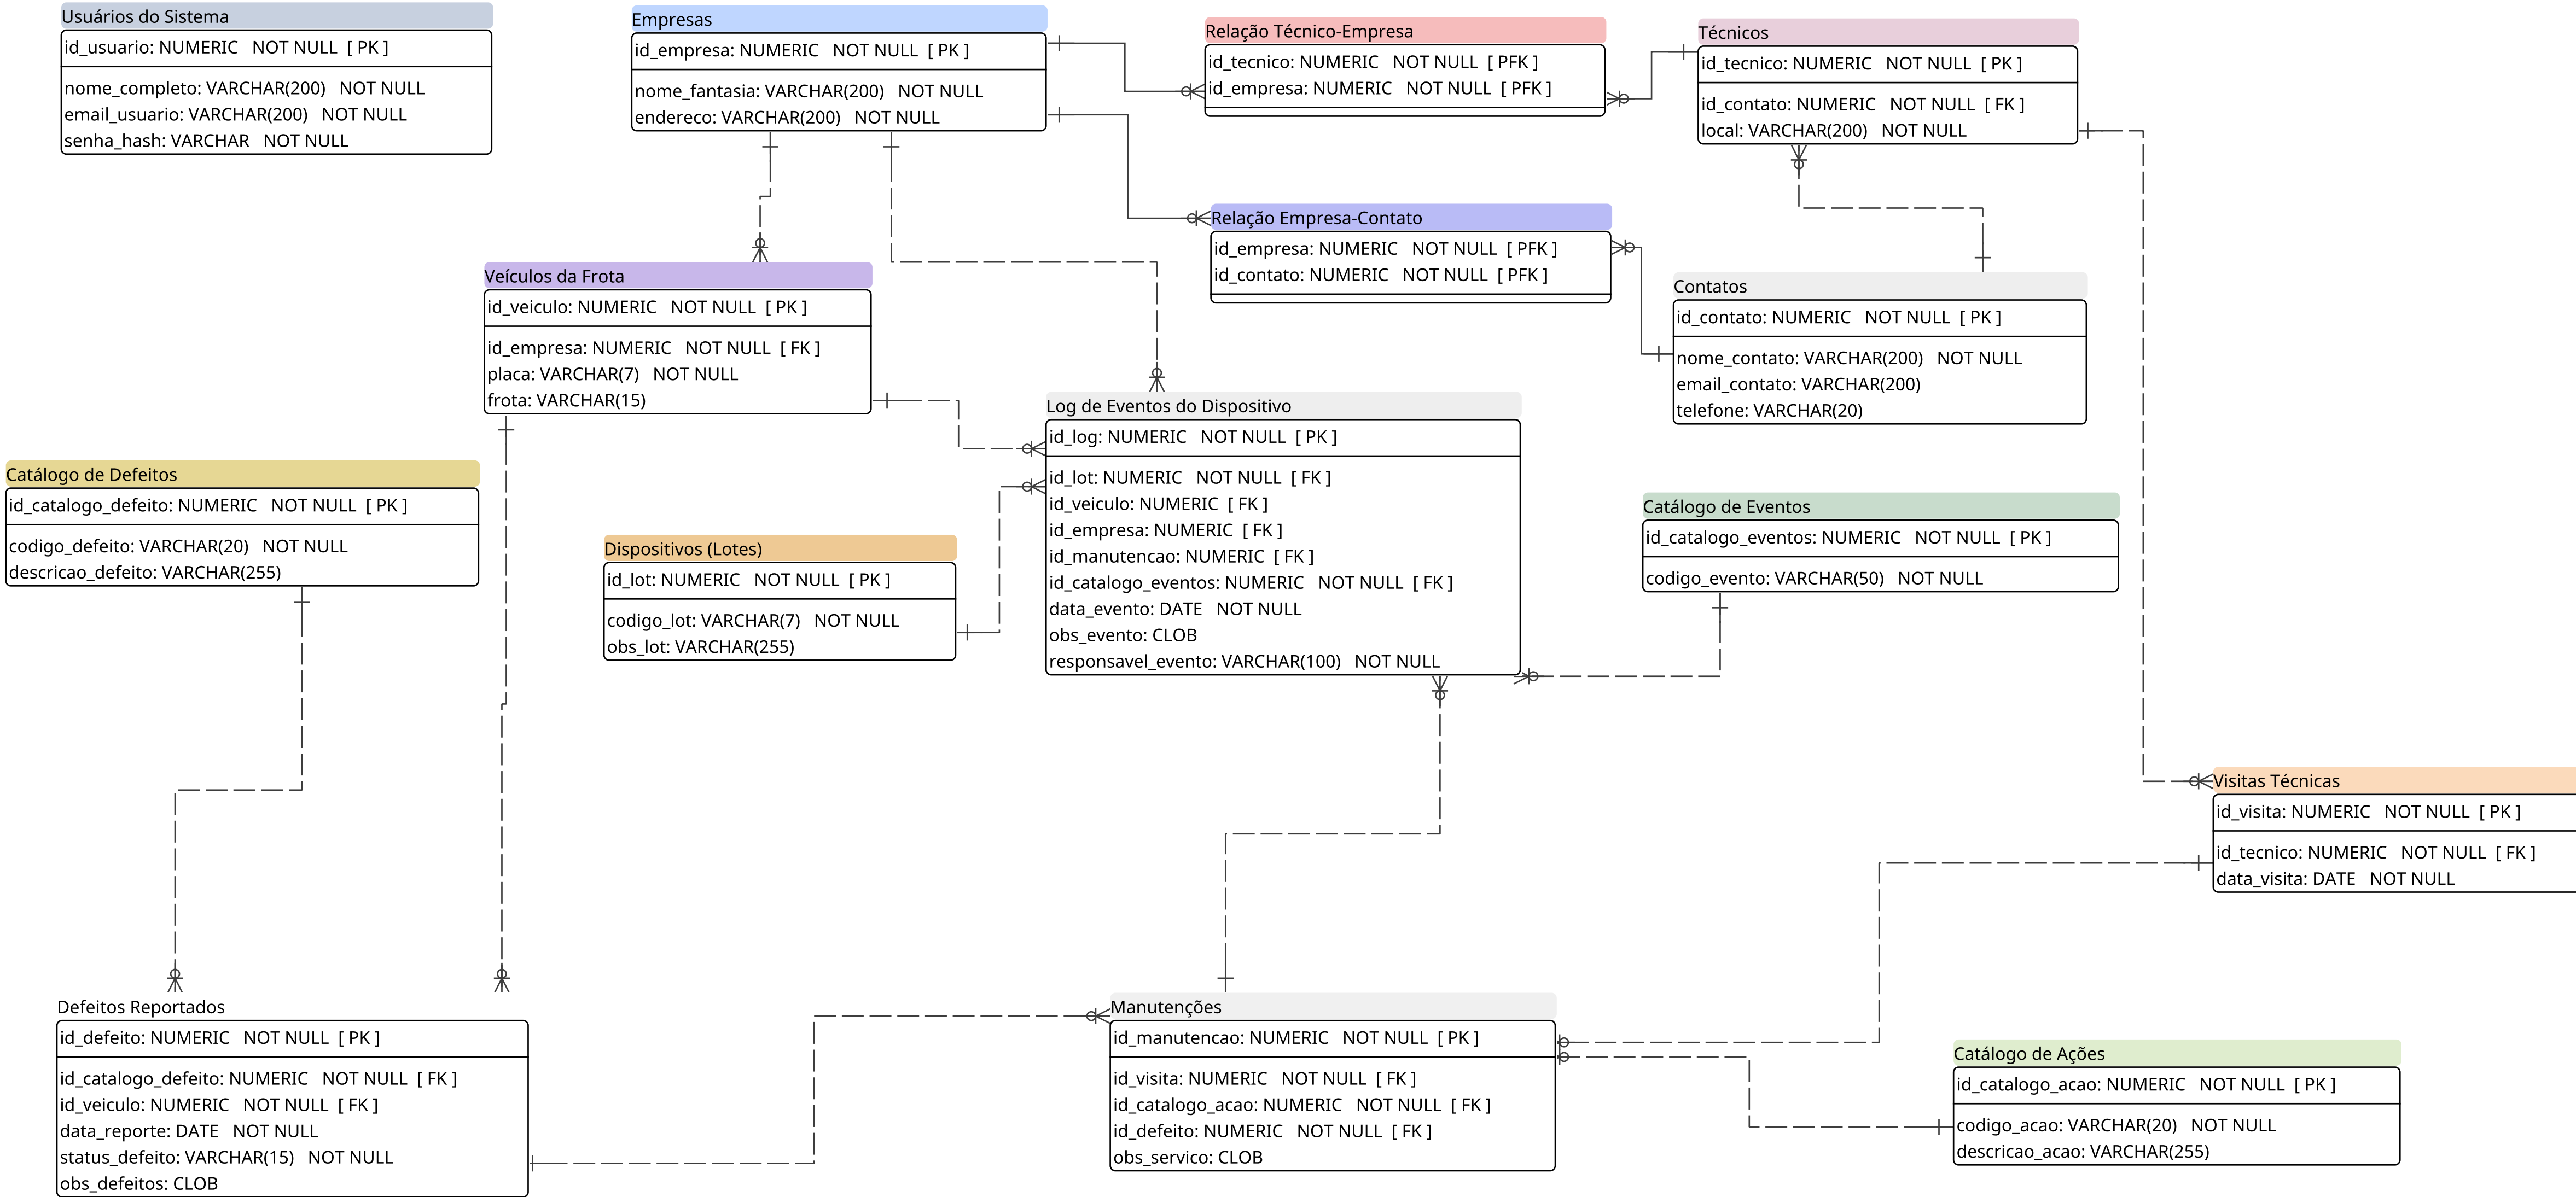 Usuários do Sistema
id_usuario: NUMERIC   NOT NULL  [ PK ]
nome_completo: VARCHAR(200)   NOT NULL
email_usuario: VARCHAR(200)   NOT NULL
senha_hash: VARCHAR   NOT NULL
Empresas
id_empresa: NUMERIC   NOT NULL  [ PK ]
nome_fantasia: VARCHAR(200)   NOT NULL
endereco: VARCHAR(200)   NOT NULL
Relação Técnico-Empresa
id_tecnico: NUMERIC   NOT NULL  [ PFK ]
id_empresa: NUMERIC   NOT NULL  [ PFK ]
Técnicos
id_tecnico: NUMERIC   NOT NULL  [ PK ]
id_contato: NUMERIC   NOT NULL  [ FK ]
local: VARCHAR(200)   NOT NULL
Relação Empresa-Contato
id_empresa: NUMERIC   NOT NULL  [ PFK ]
id_contato: NUMERIC   NOT NULL  [ PFK ]
Veículos da Frota
id_veiculo: NUMERIC   NOT NULL  [ PK ]
id_empresa: NUMERIC   NOT NULL  [ FK ]
placa: VARCHAR(7)   NOT NULL
frota: VARCHAR(15)
Contatos
id_contato: NUMERIC   NOT NULL  [ PK ]
nome_contato: VARCHAR(200)   NOT NULL
email_contato: VARCHAR(200)
telefone: VARCHAR(20)
Log de Eventos do Dispositivo
id_log: NUMERIC   NOT NULL  [ PK ]
id_lot: NUMERIC   NOT NULL  [ FK ]
id_veiculo: NUMERIC  [ FK ]
id_empresa: NUMERIC  [ FK ]
id_manutencao: NUMERIC  [ FK ]
id_catalogo_eventos: NUMERIC   NOT NULL  [ FK ]
data_evento: DATE   NOT NULL
obs_evento: CLOB
responsavel_evento: VARCHAR(100)   NOT NULL
Catálogo de Defeitos
id_catalogo_defeito: NUMERIC   NOT NULL  [ PK ]
codigo_defeito: VARCHAR(20)   NOT NULL
descricao_defeito: VARCHAR(255)
Dispositivos (Lotes)
id_lot: NUMERIC   NOT NULL  [ PK ]
codigo_lot: VARCHAR(7)   NOT NULL
obs_lot: VARCHAR(255)
Catálogo de Eventos
id_catalogo_eventos: NUMERIC   NOT NULL  [ PK ]
codigo_evento: VARCHAR(50)   NOT NULL
Visitas Técnicas
id_visita: NUMERIC   NOT NULL  [ PK ]
id_tecnico: NUMERIC   NOT NULL  [ FK ]
data_visita: DATE   NOT NULL
Defeitos Reportados
id_defeito: NUMERIC   NOT NULL  [ PK ]
id_catalogo_defeito: NUMERIC   NOT NULL  [ FK ]
id_veiculo: NUMERIC   NOT NULL  [ FK ]
data_reporte: DATE   NOT NULL
status_defeito: VARCHAR(15)   NOT NULL
obs_defeitos: CLOB
Manutenções
id_manutencao: NUMERIC   NOT NULL  [ PK ]
id_visita: NUMERIC   NOT NULL  [ FK ]
id_catalogo_acao: NUMERIC   NOT NULL  [ FK ]
id_defeito: NUMERIC   NOT NULL  [ FK ]
obs_servico: CLOB
Catálogo de Ações
id_catalogo_acao: NUMERIC   NOT NULL  [ PK ]
codigo_acao: VARCHAR(20)   NOT NULL
descricao_acao: VARCHAR(255)